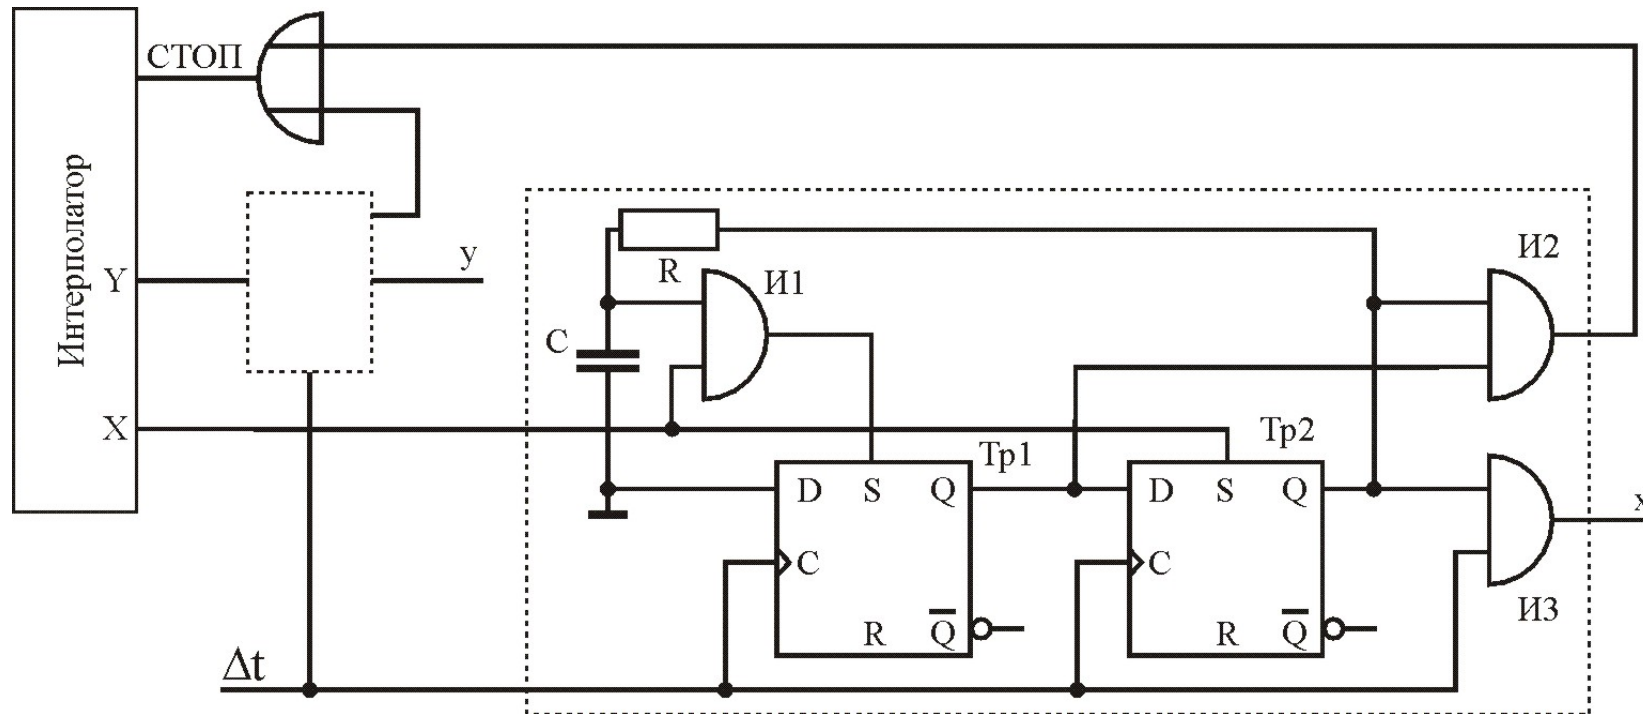 СТОП
Интерполатор
Y
y
X
R
И1
C
И2
Тр1
Тр2
D S Q
C
R Q
D S Q
C
R Q
x
И3
Δt